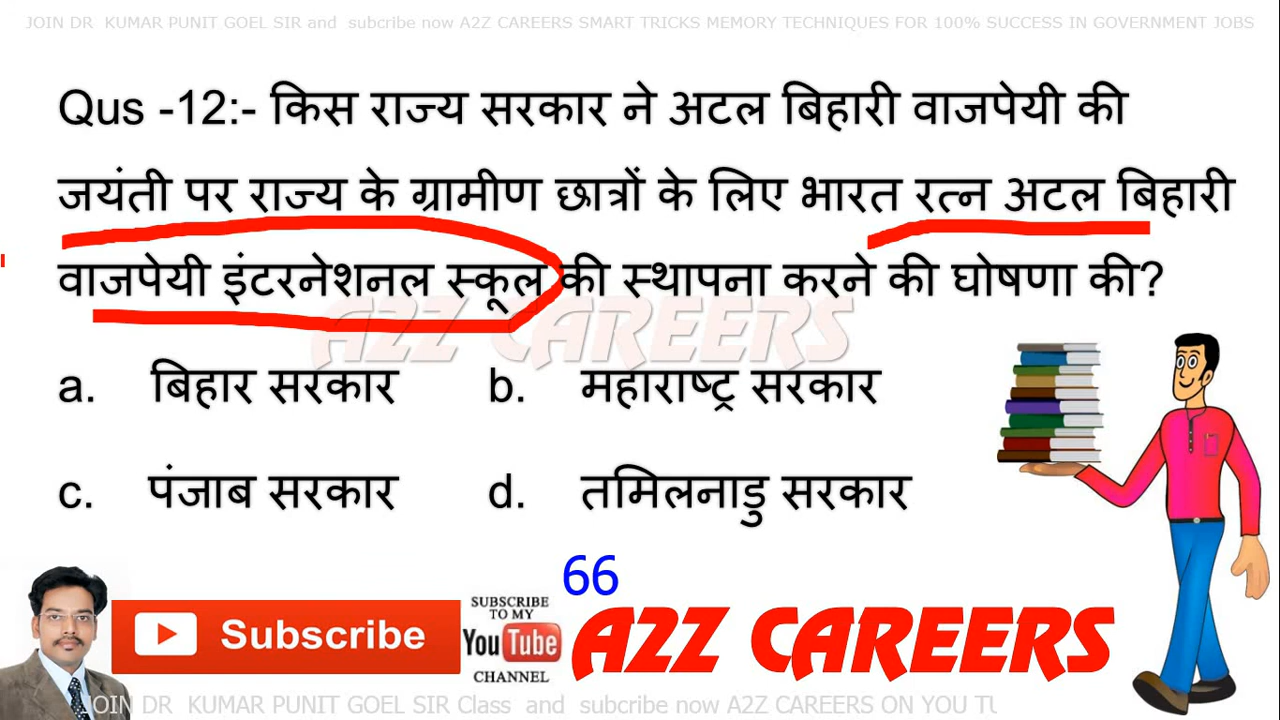 JOIN DR KUMAR PUNIT GOEL SIR and subcribe now A2Z CAREERS SMART TRICKS MEMORY TECHNIQUES FOR 100% SUCCESS IN GOVERNMENT JOBS
Qus -12:- किस राज्य सरकार ने अटल बिहारी वाजपेयी की
जयंती पर राज्य के ग्रामीण छात्रों के लिए भारत रत्न अटल बिहारी
वाजपेयी इंटरनेशनल स्कूल की स्थापना करने की घोषणा की?
A2Z CAREERS
a. बिहार सरकार b. महाराष्ट्र सरकार
c. पंजाब सरकार d. तमिलनाडु सरकार
66
Subscribe
SUBSCRIBE
TO MY
YouTube
CHANNEL
A2Z CAREERS
JOIN DR KUMAR PUNIT GOEL SIR Class and subcribe now A2Z CAREERS ON YOU TU